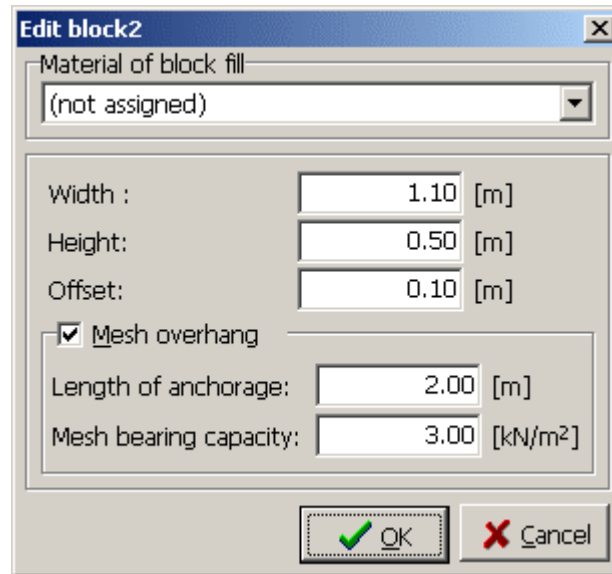 Edit block2
Material of block fill
(not assigned)
Width : 1.10 [m]
Height: 0.50 [m]
Offset: 0.10 [m]
Mesh overhang
Length of anchorage: 2.00 [m]
Mesh bearing capacity: 3.00 [kN/m²]
OK Cancel